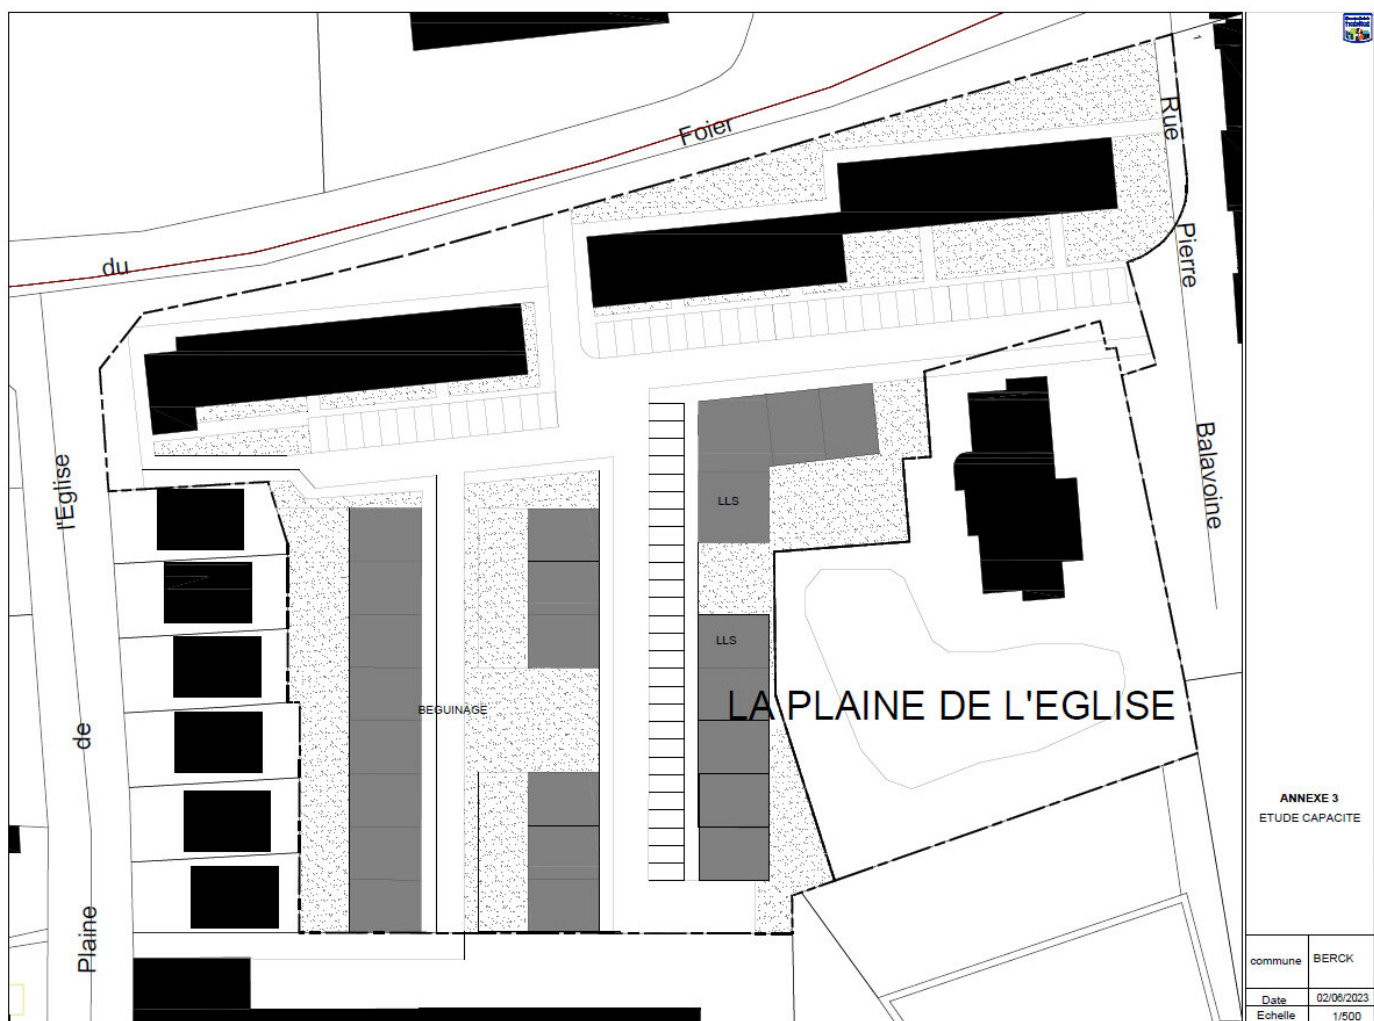 Foier
du
Rue
Pierre
Balavoine
l'Eglise
de
Plaine
LLS
LLS
BEGUINAGE
LA PLAINE DE L'EGLISE
ANNEXE 3
ETUDE CAPACITE
commune BERCK
Date 02/06/2023
Echelle 1/500